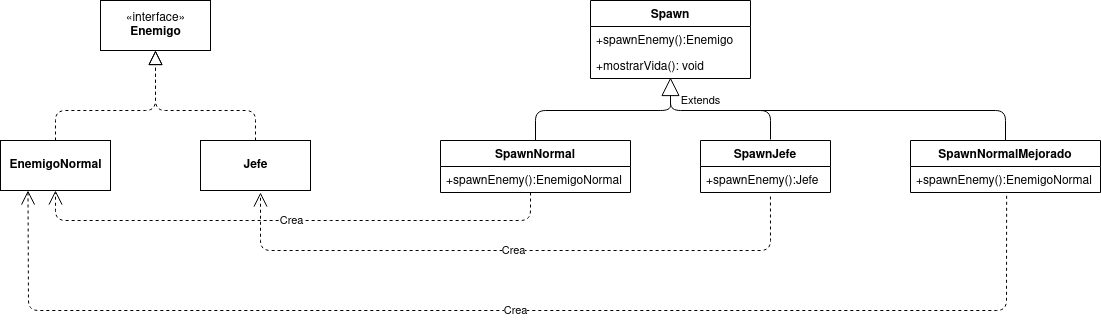 «interface»
Enemigo
Spawn
+spawnEnemy():Enemigo
+mostrarVida(): void
Extends
EnemigoNormal
Jefe
SpawnNormal
+spawnEnemy():EnemigoNormal
SpawnJefe
+spawnEnemy():Jefe
SpawnNormalMejorado
+spawnEnemy():EnemigoNormal
Crea
Crea
Crea